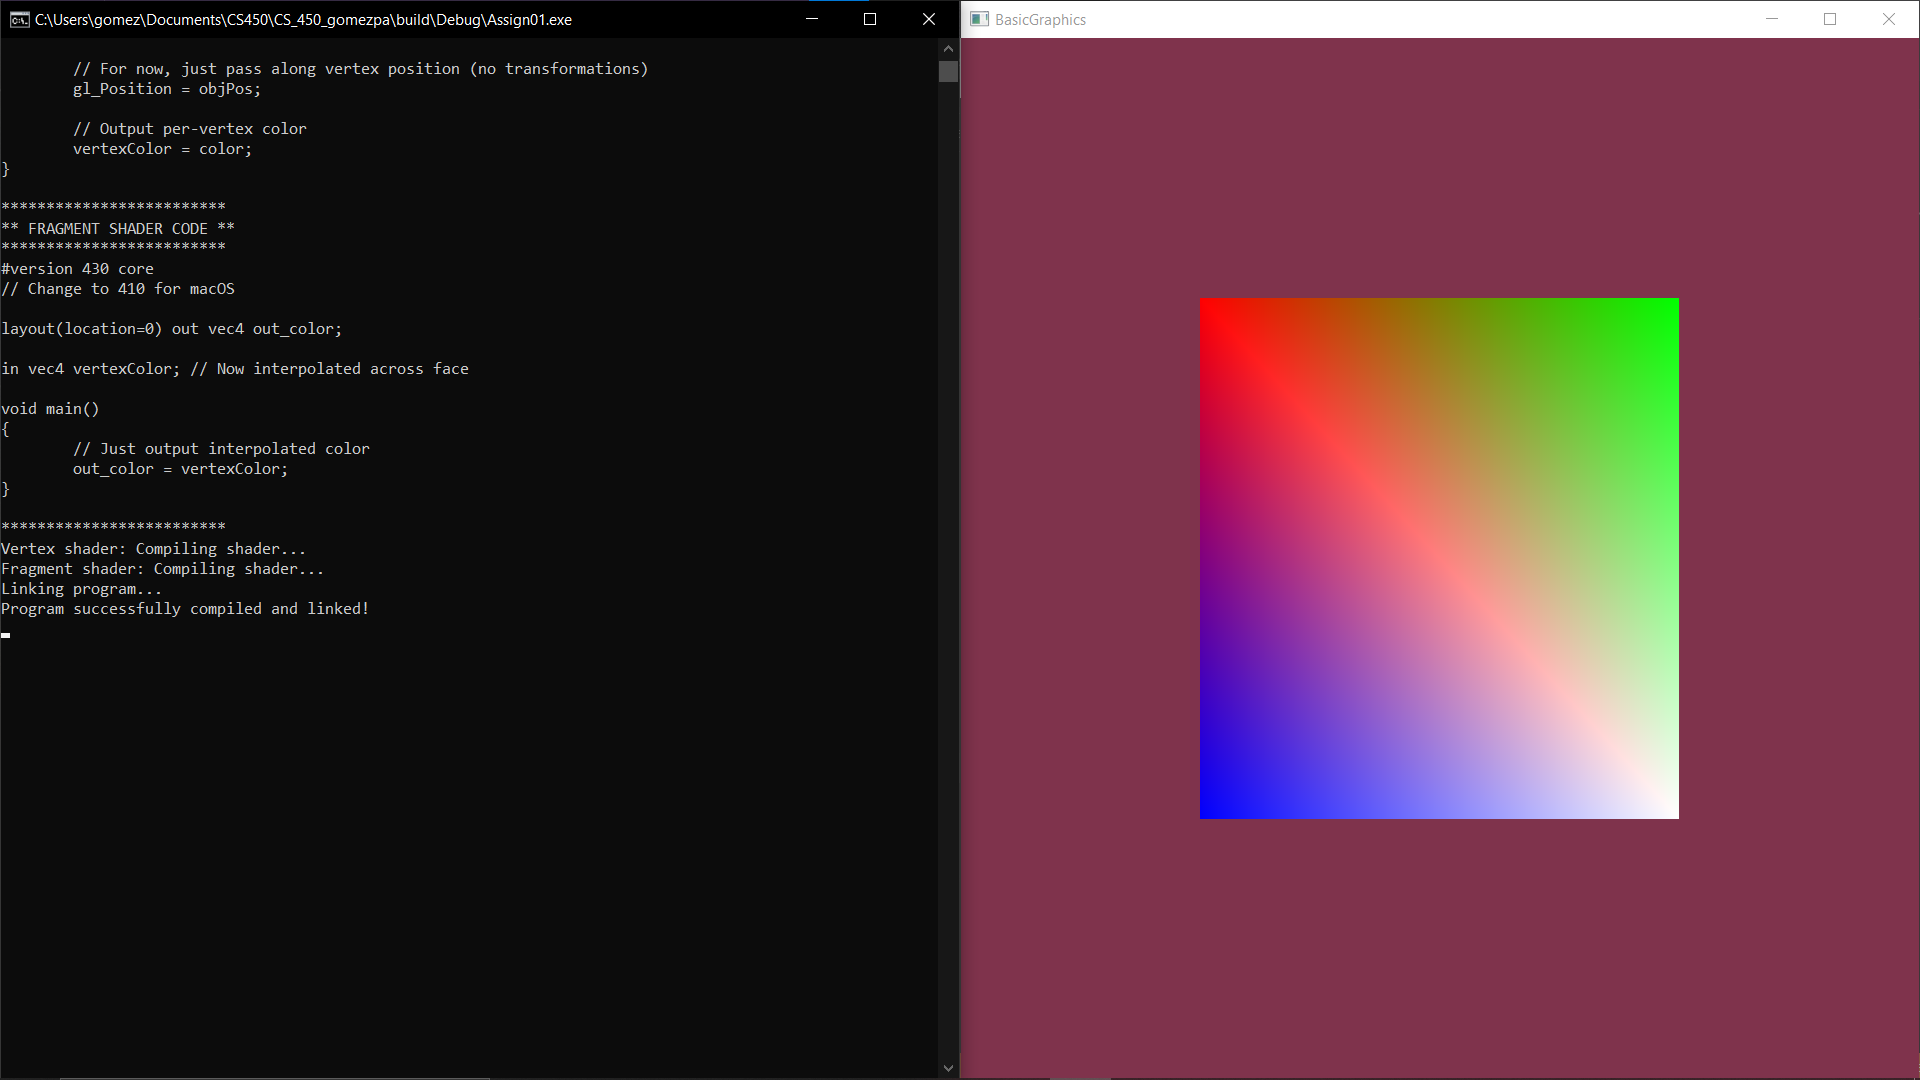 C:\Users\gomez\Documents\CS450\CS_450_gomezpa\build\Debug\Assign01.exe
// For now, just pass along vertex position (no transformations)
gl_Position = objPos;
// Output per-vertex color
vertexColor = color;
}
*************************
** FRAGMENT SHADER CODE **
*************************
#version 430 core
// Change to 410 for macOS
layout(location=0) out vec4 out_color;
in vec4 vertexColor; // Now interpolated across face
void main()
{
// Just output interpolated color
out_color = vertexColor;
}
*************************
Vertex shader: Compiling shader...
Fragment shader: Compiling shader...
Linking program...
Program successfully compiled and linked!
BasicGraphics